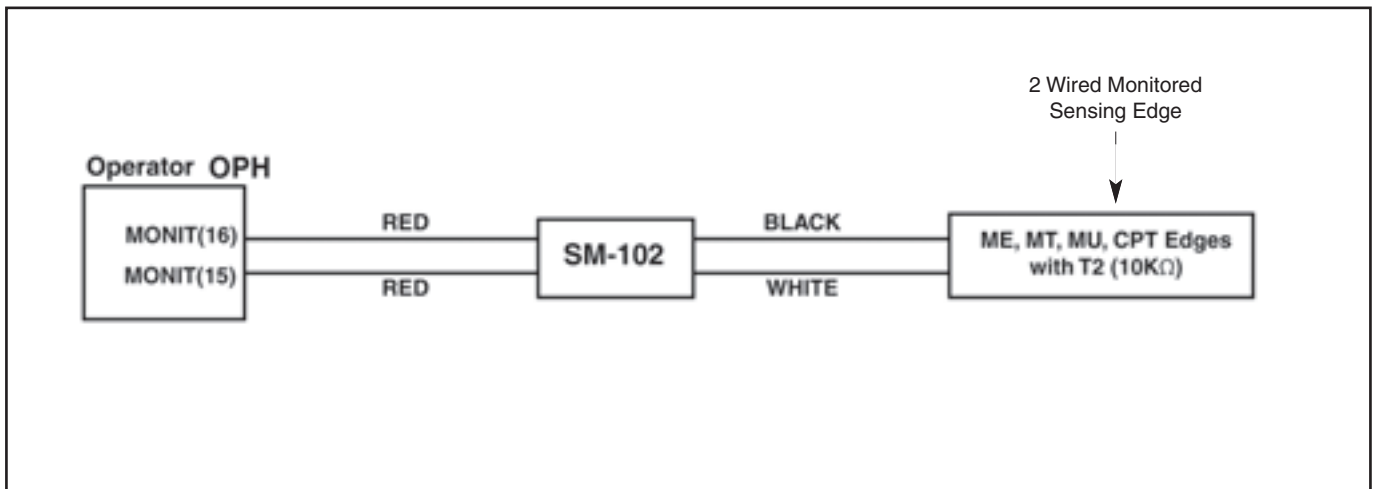 2 Wired Monitored
Sensing Edge
Operator OPH
MONIT(16)
MONIT(15)
RED
RED
SM-102
BLACK
WHITE
ME, MT, MU, CPT Edges
with T2 (10KΩ)